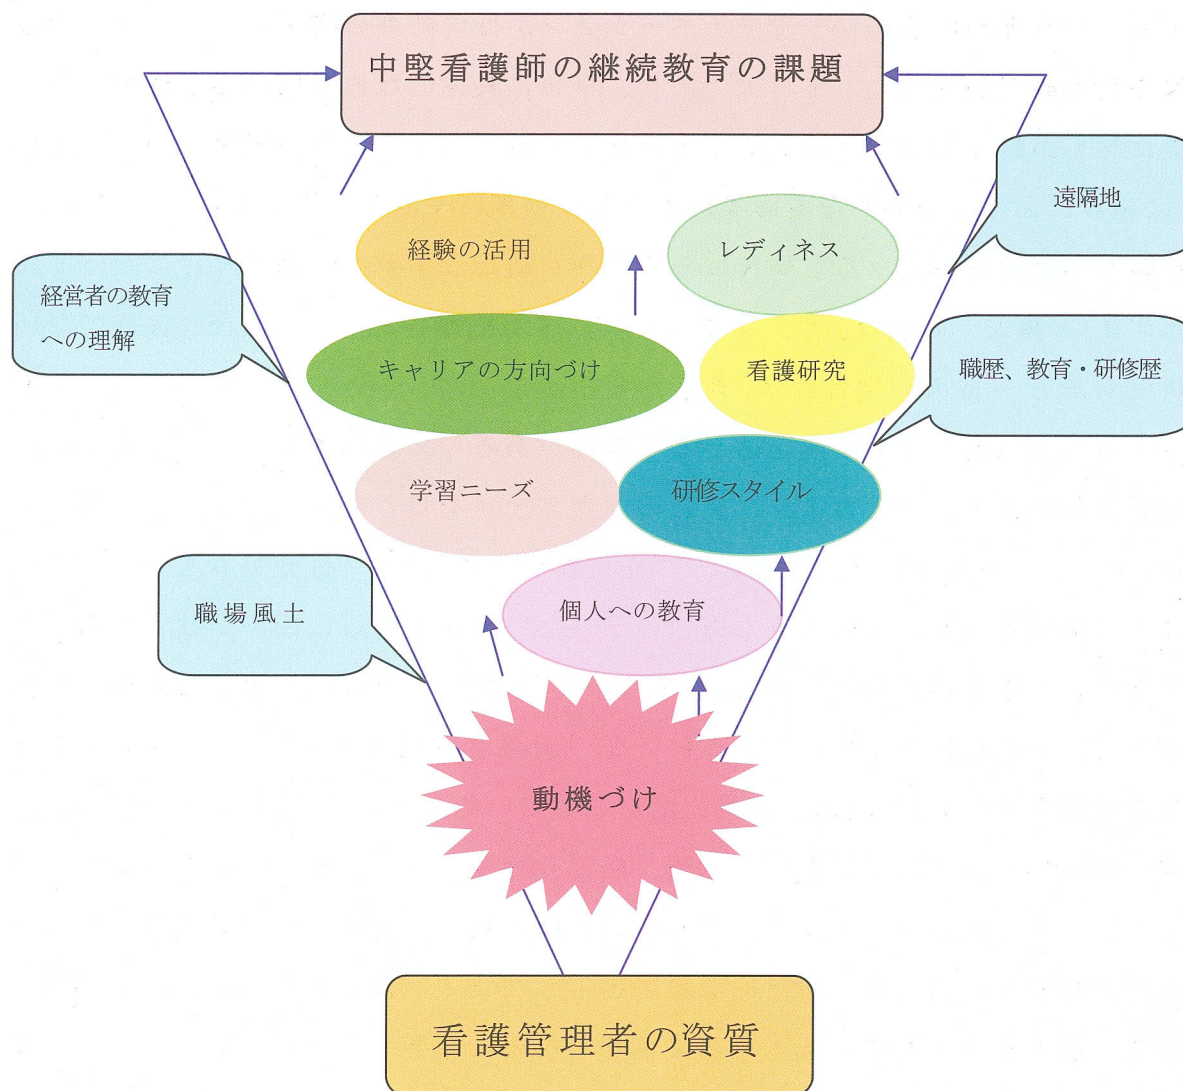 中堅看護師の継続教育の課題
遠隔地
経験の活用
レディネス
経営者の教育
への理解
キャリアの方向づけ
看護研究
職歴、教育・研修歴
学習ニーズ
研修スタイル
職場風土
個人への教育
動機づけ
看護管理者の資質